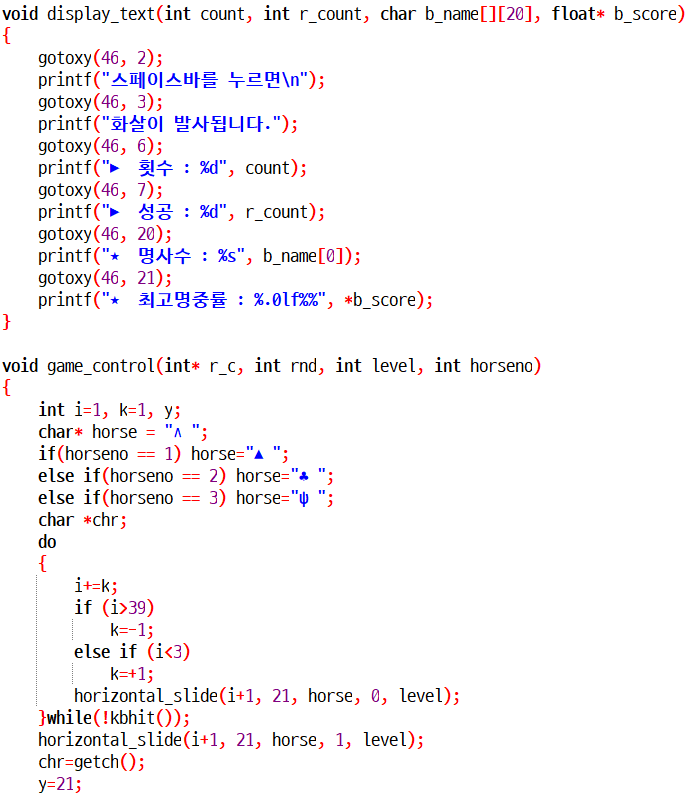 void display_text(int count, int r_count, char b_name[][20], float* b_score)
{
    gotoxy(46, 2);
    printf("스페이스바를 누르면\n");
    gotoxy(46, 3);
    printf("화살이 발사됩니다.");
    gotoxy(46, 6);
    printf("▶  횟수 : %d", count);
    gotoxy(46, 7);
    printf("▶  성공 : %d", r_count);
    gotoxy(46, 20);
    printf("★  명사수 : %s", b_name[0]);
    gotoxy(46, 21);
    printf("★  최고명중률 : %.0lf%%", *b_score);
}

void game_control(int* r_c, int rnd, int level, int horseno)
{
    int i=1, k=1, y;
    char* horse = "∧ ";
    if(horseno == 1) horse="▲ ";
    else if(horseno == 2) horse="♣ ";
    else if(horseno == 3) horse="ψ ";
    char *chr;
    do
    {
        i+=k;
        if (i>39)
            k=-1;
        else if (i<3)
            k=+1;
        horizontal_slide(i+1, 21, horse, 0, level);
    }while(!kbhit());
    horizontal_slide(i+1, 21, horse, 1, level);
    chr=getch();
    y=21;